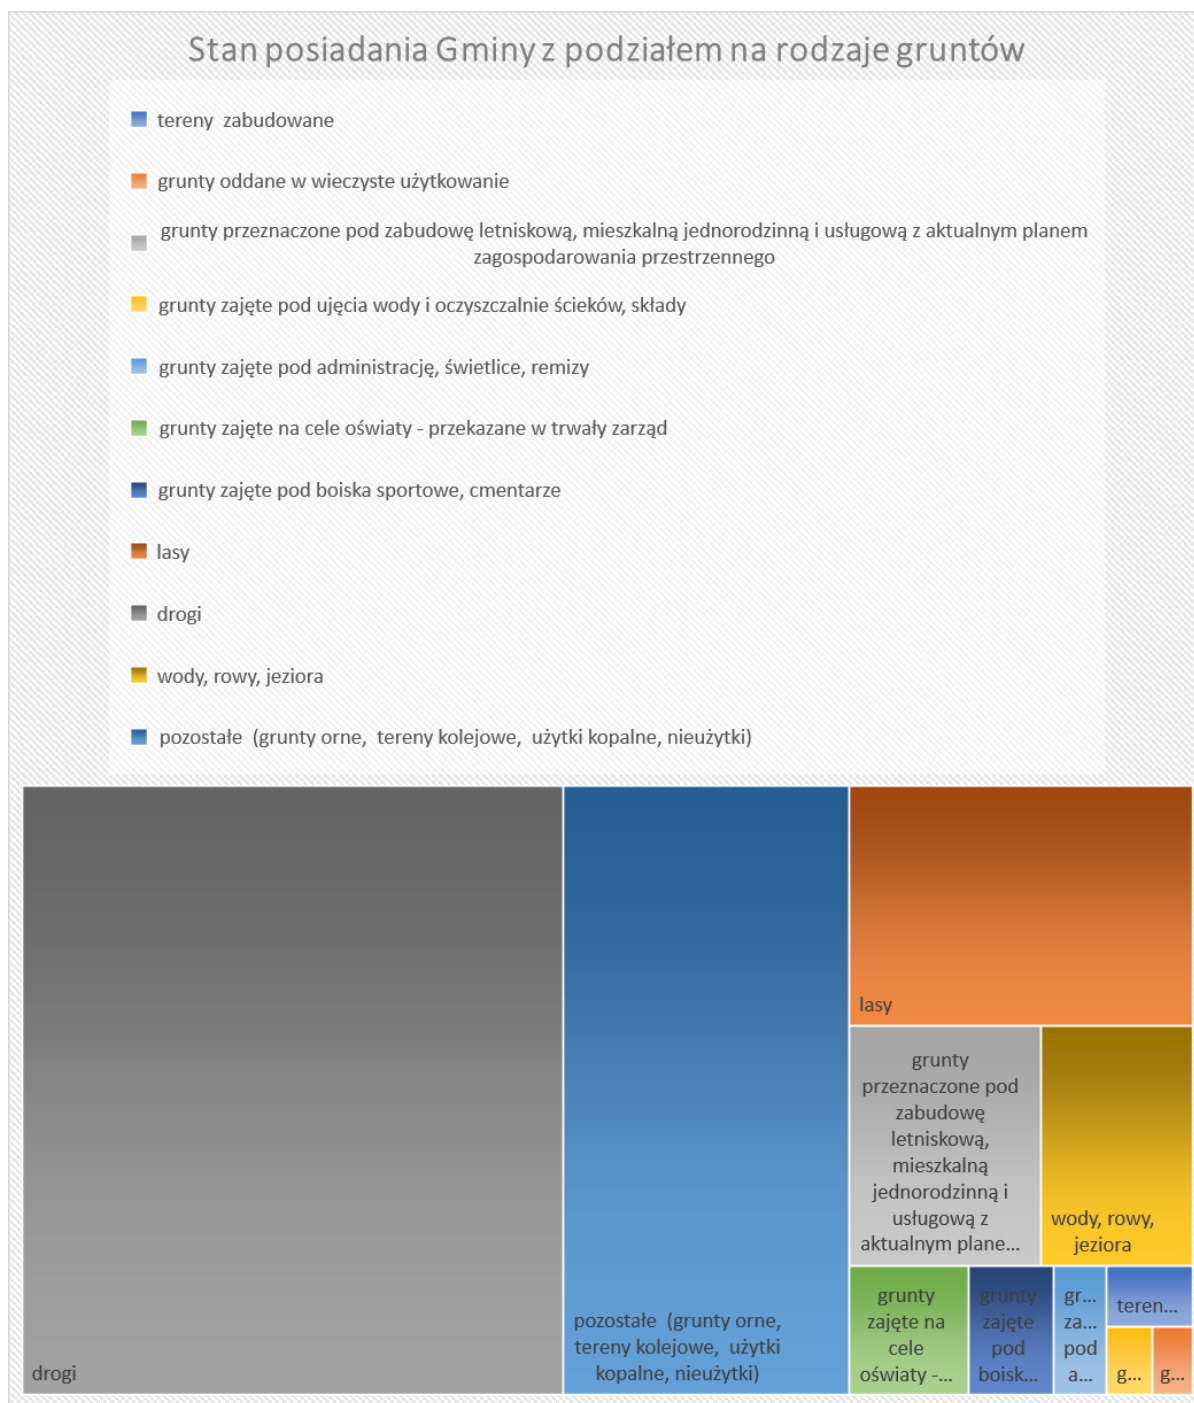 Stan posiadania Gminy z podziałem na rodzaje gruntów
tereny zabudowane
grunty oddane w wieczyste użytkowanie
grunty przeznaczone pod zabudowę letniskową, mieszkalną jednorodzinną i usługową z aktualnym planem
zagospodarowania przestrzennego
grunty zajęte pod ujęcia wody i oczyszczalnie ścieków, składy
grunty zajęte pod administrację, świetlice, remizy
grunty zajęte na cele oświaty - przekazane w trwały zarząd
grunty zajęte pod boiska sportowe, cmentarze
lasy
drogi
wody, rowy, jeziora
pozostałe (grunty orne, tereny kolejowe, użytki kopalne, nieużytki)
drogi
pozostałe (grunty orne,
tereny kolejowe, użytki
kopalne, nieużytki)
lasy
grunty
przeznaczone pod
zabudowę
letniskową,
mieszkalną
jednorodzinną i
usługową z
aktualnym plane...
wody, rowy,
jeziora
grunty
zajęte na
cele
oświaty -...
grunty
zajęte
pod
boisk...
gr...
za...
pod
a...
teren...
g...
g...